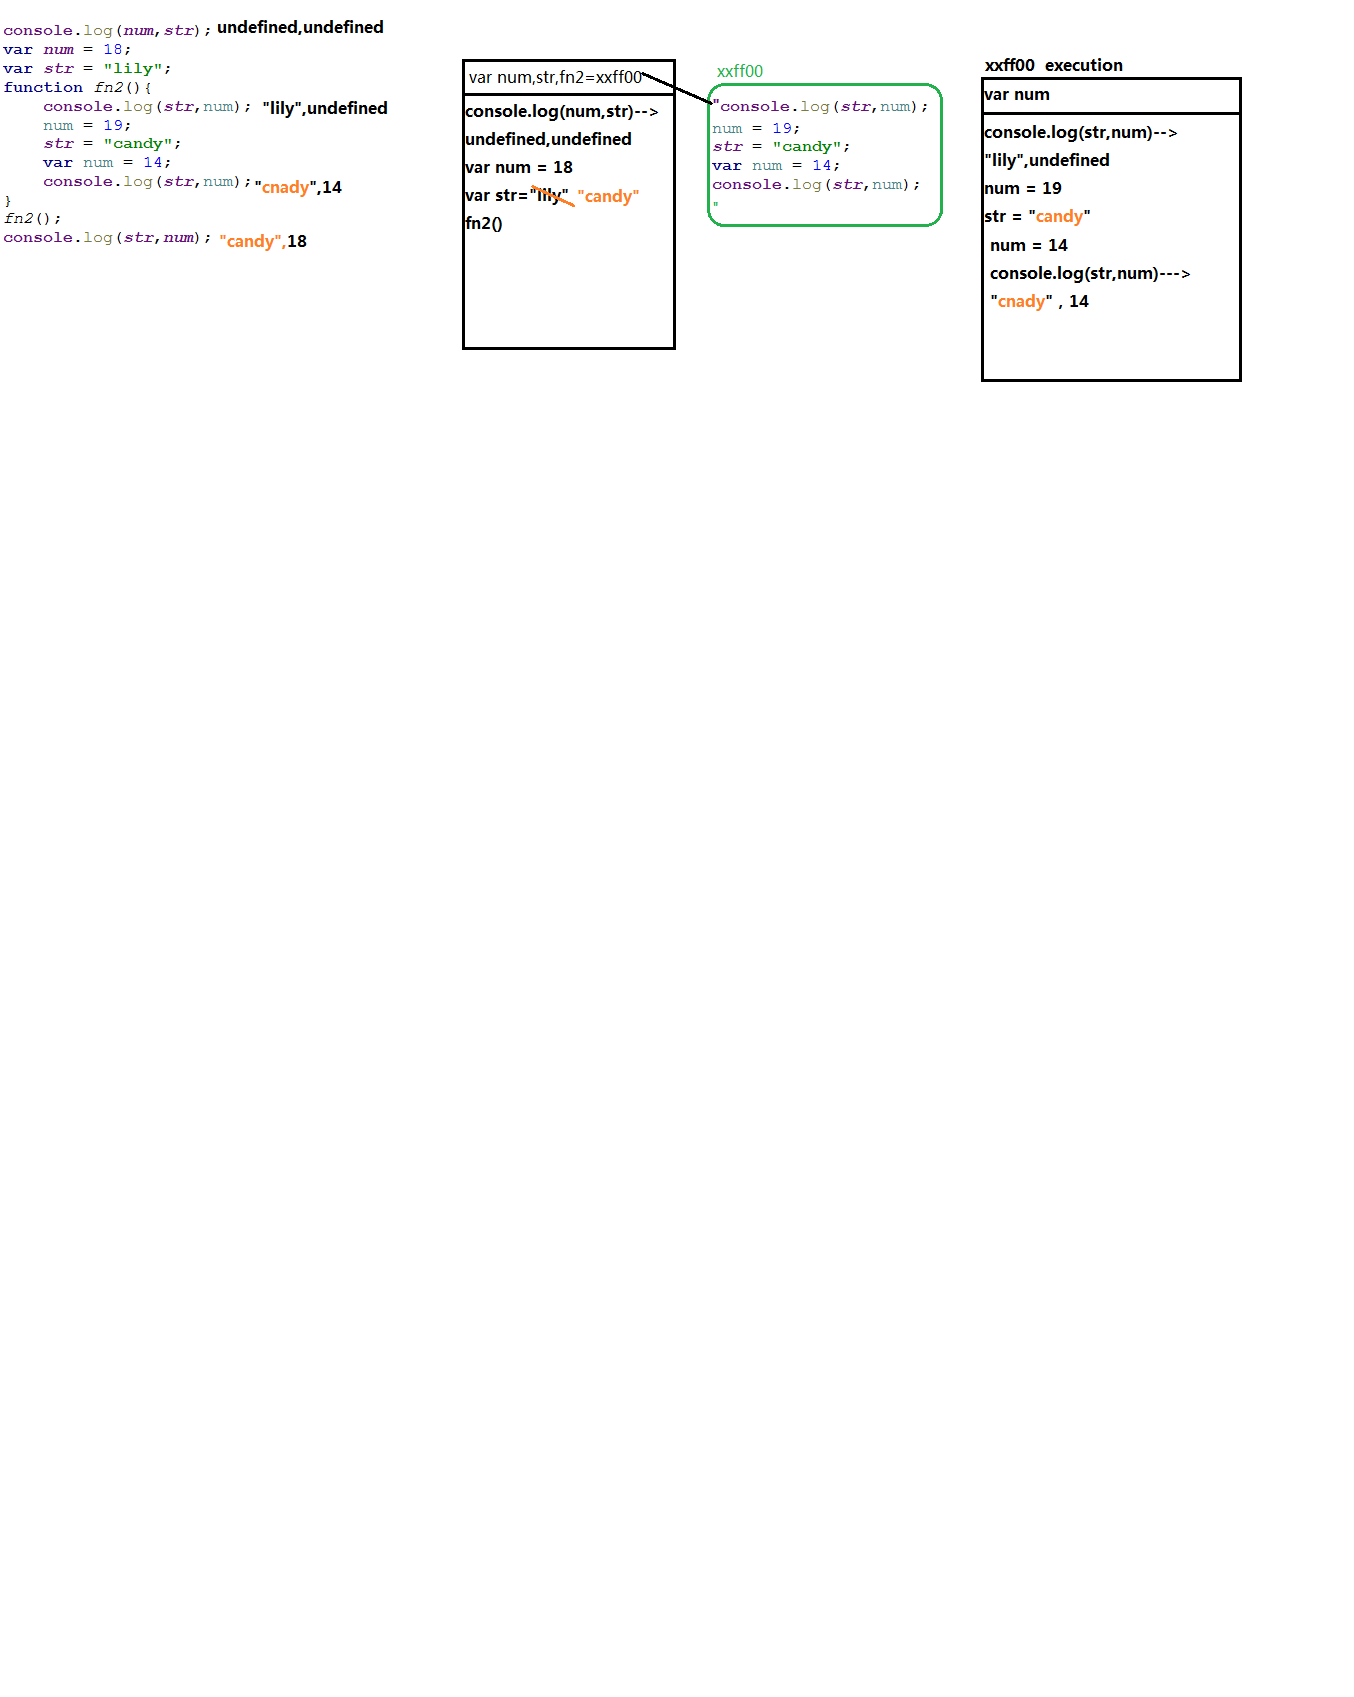 console.log(num,str); undefined,undefined
var num = 18;
var str = "lily";
function fn2(){
console.log(str,num); "lily",undefined
num = 19;
str = "candy";
var num = 14;
console.log(str,num); "cnady",14
}
fn2();
console.log(str,num); "candy",18
var num,str,fn2=xxff00
console.log(num,str)-->
undefined,undefined
var num = 18
var str="lily" "candy"
fn2()
xxff00
"console.log(str,num);
num = 19;
str = "candy";
var num = 14;
console.log(str,num);
"
xxff00 execution
var num
console.log(str,num)-->
"lily",undefined
num = 19
str = "candy"
num = 14
console.log(str,num)--->
"cnady" , 14